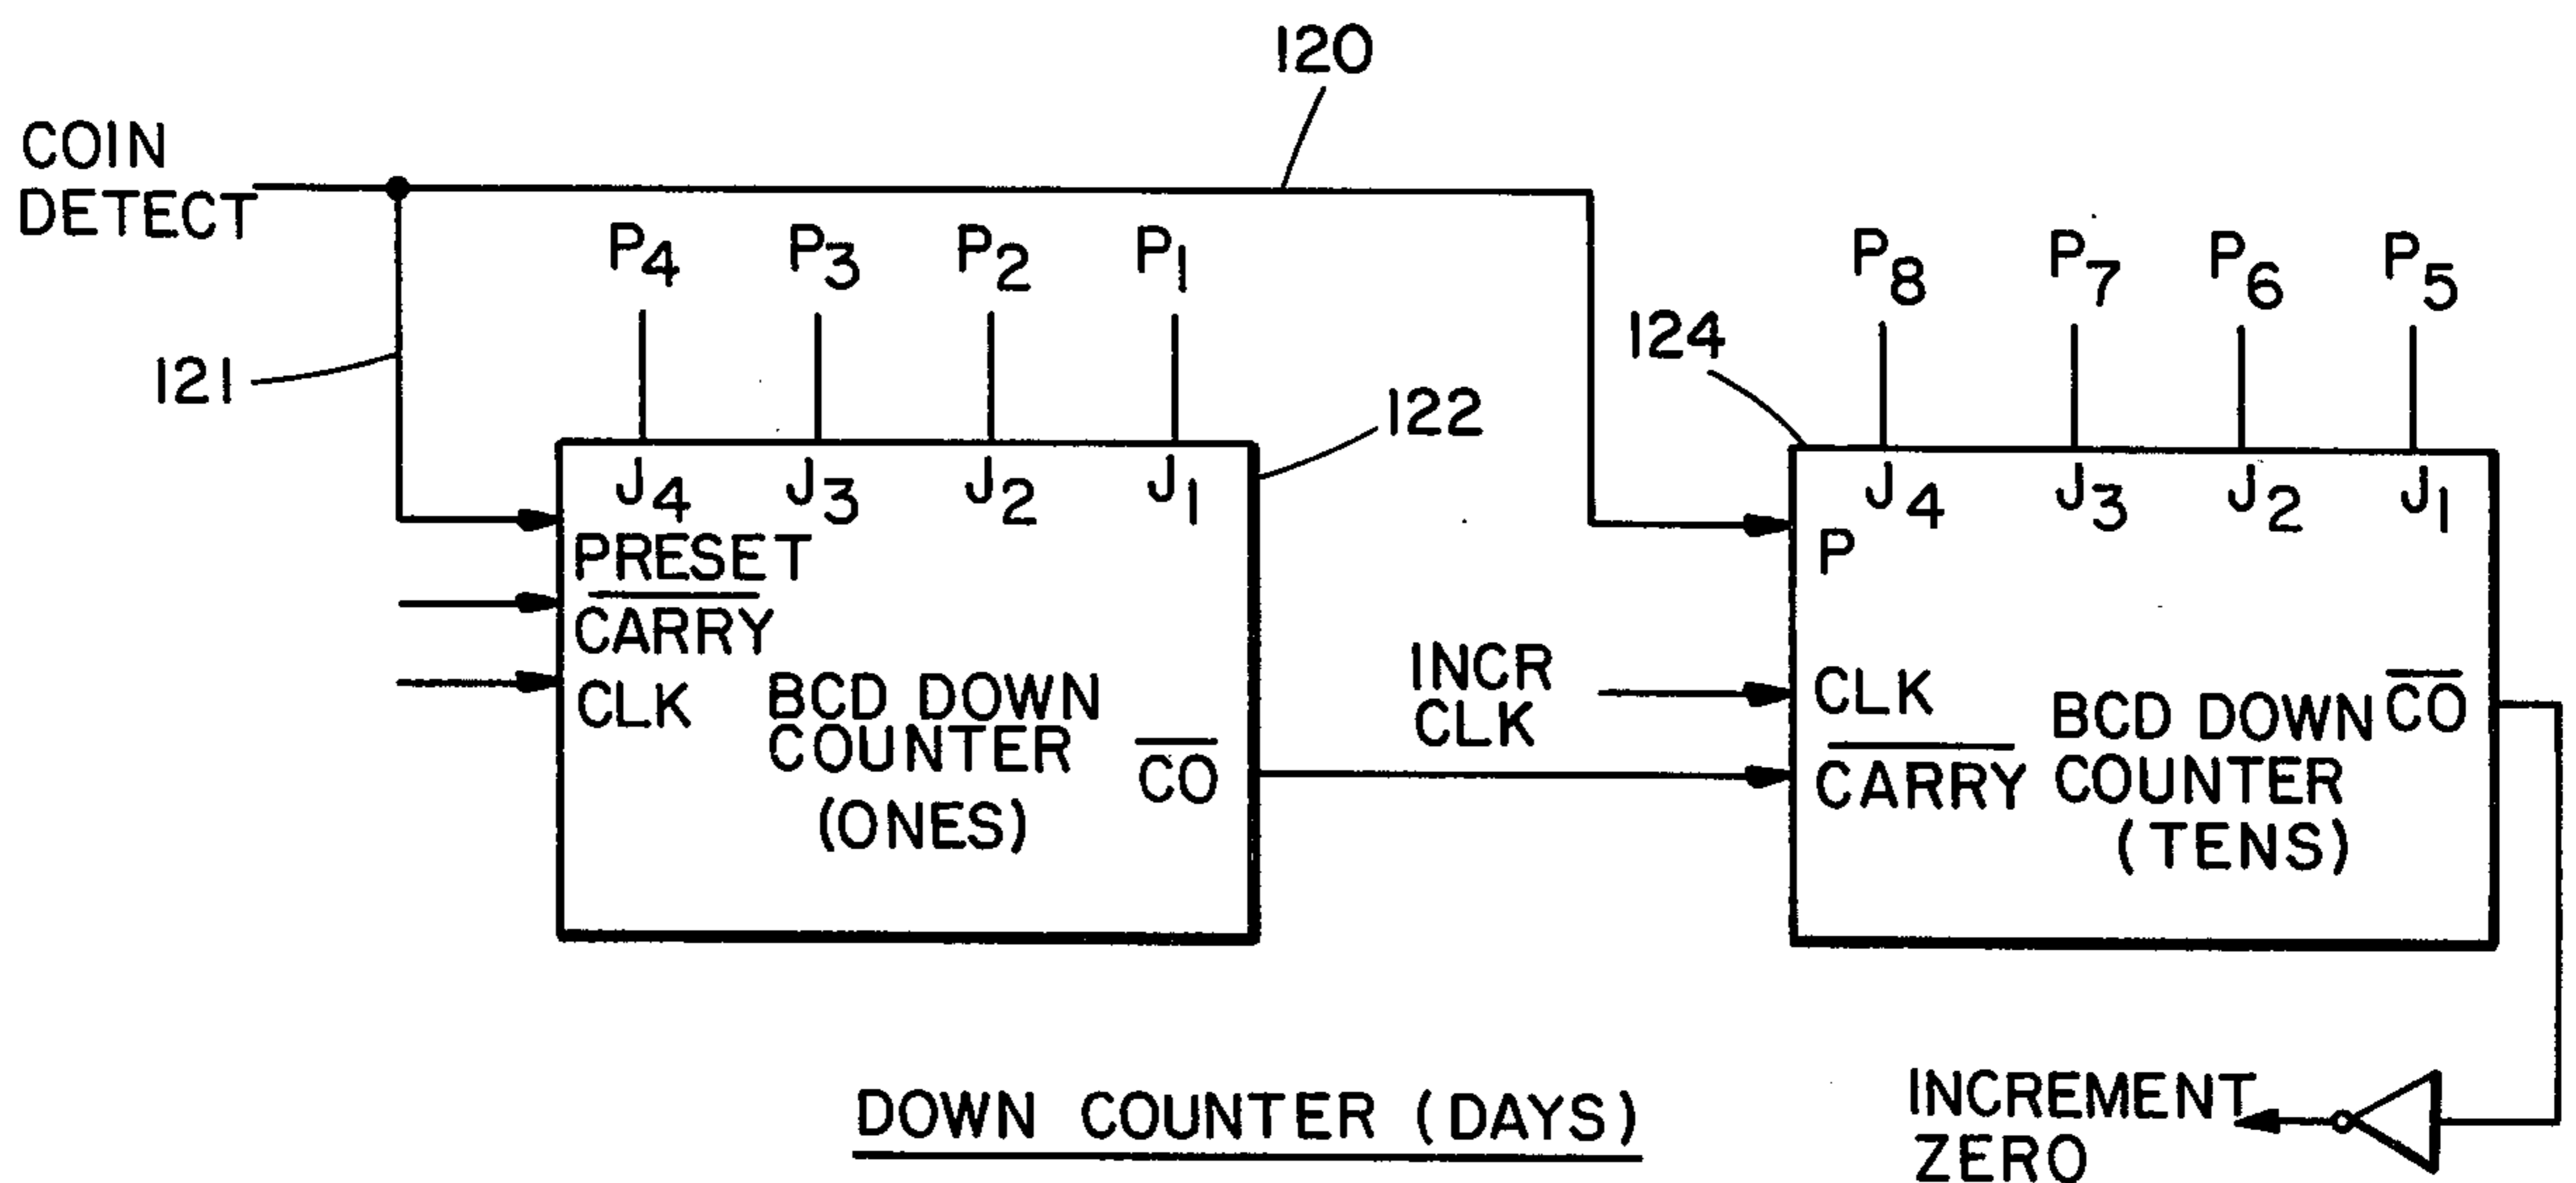 120
COIN
DETECT
P4 P3 P2 P1
P8 P7 P6 P5
121
122
124
J4 J3 J2 J1
PRESET
CARRY
CLK
BCD DOWN
COUNTER
(ONES)
CO
INCR
CLK
J4 J3 J2 J1
P
CLK
CARRY
BCD DOWN
COUNTER
(TENS)
CO
DOWN COUNTER (DAYS)
INCREMENT
ZERO